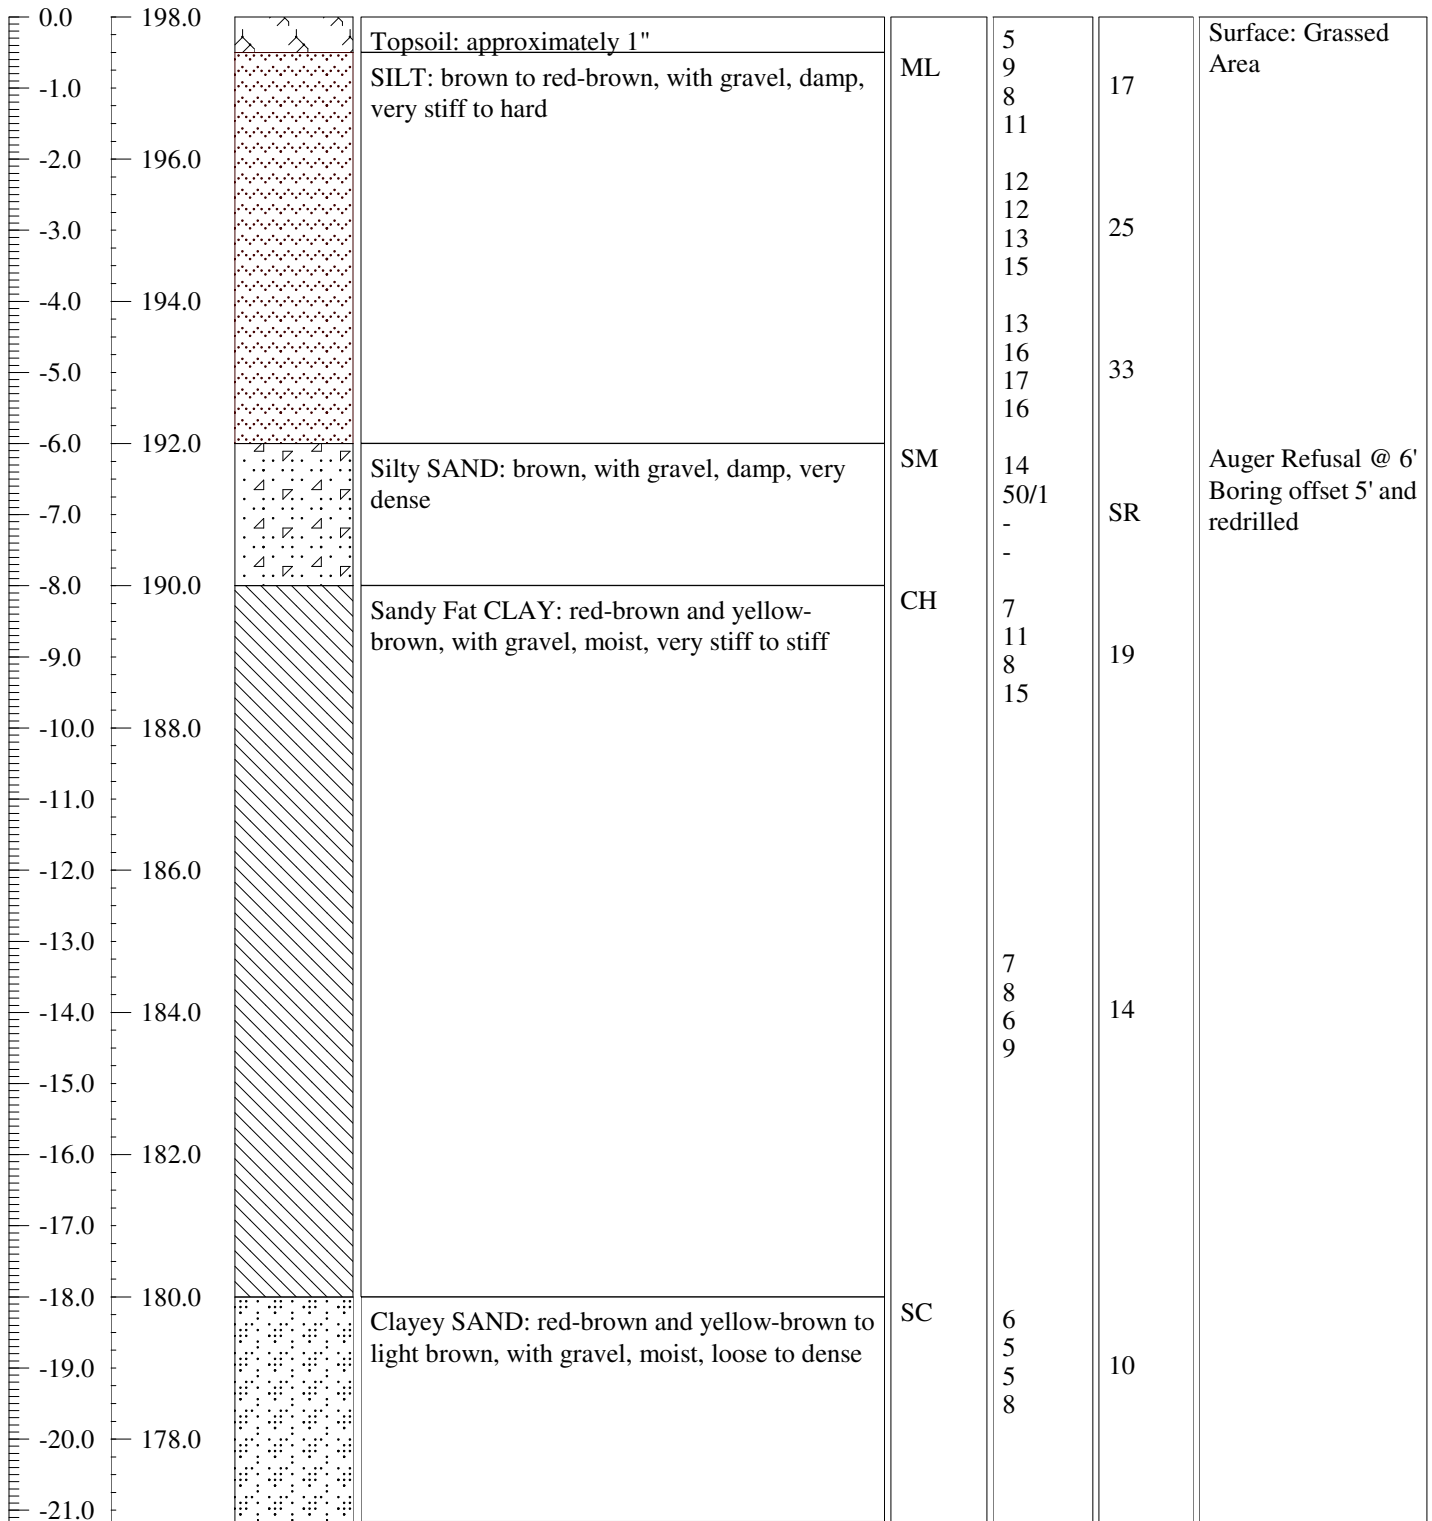 0.0 198.0 Topsoil: approximately 1" 5 Surface: Grassed
SILT: brown to red-brown, with gravel, damp, ML 9 Area
-1.0 8 17
very stiff to hard 11
-2.0 196.0
12
12
-3.0 13 25
15
-4.0 194.0
13
16
-5.0 17 33
16
-6.0 192.0
Silty SAND: brown, with gravel, damp, very SM 14 Auger Refusal @ 6'
dense 50/1 Boring offset 5' and
-7.0 - SR redrilled
-
-8.0 190.0
Sandy Fat CLAY: red-brown and yellow- CH 7
brown, with gravel, moist, very stiff to stiff 11
-9.0 8 19
15
-10.0 188.0
-11.0
-12.0 186.0
-13.0
7
8
-14.0 184.0 6 14
9
-15.0
-16.0 182.0
-17.0
-18.0 180.0
Clayey SAND: red-brown and yellow-brown to SC 6
light brown, with gravel, moist, loose to dense 5
-19.0 5 10
8
-20.0 178.0
-21.0